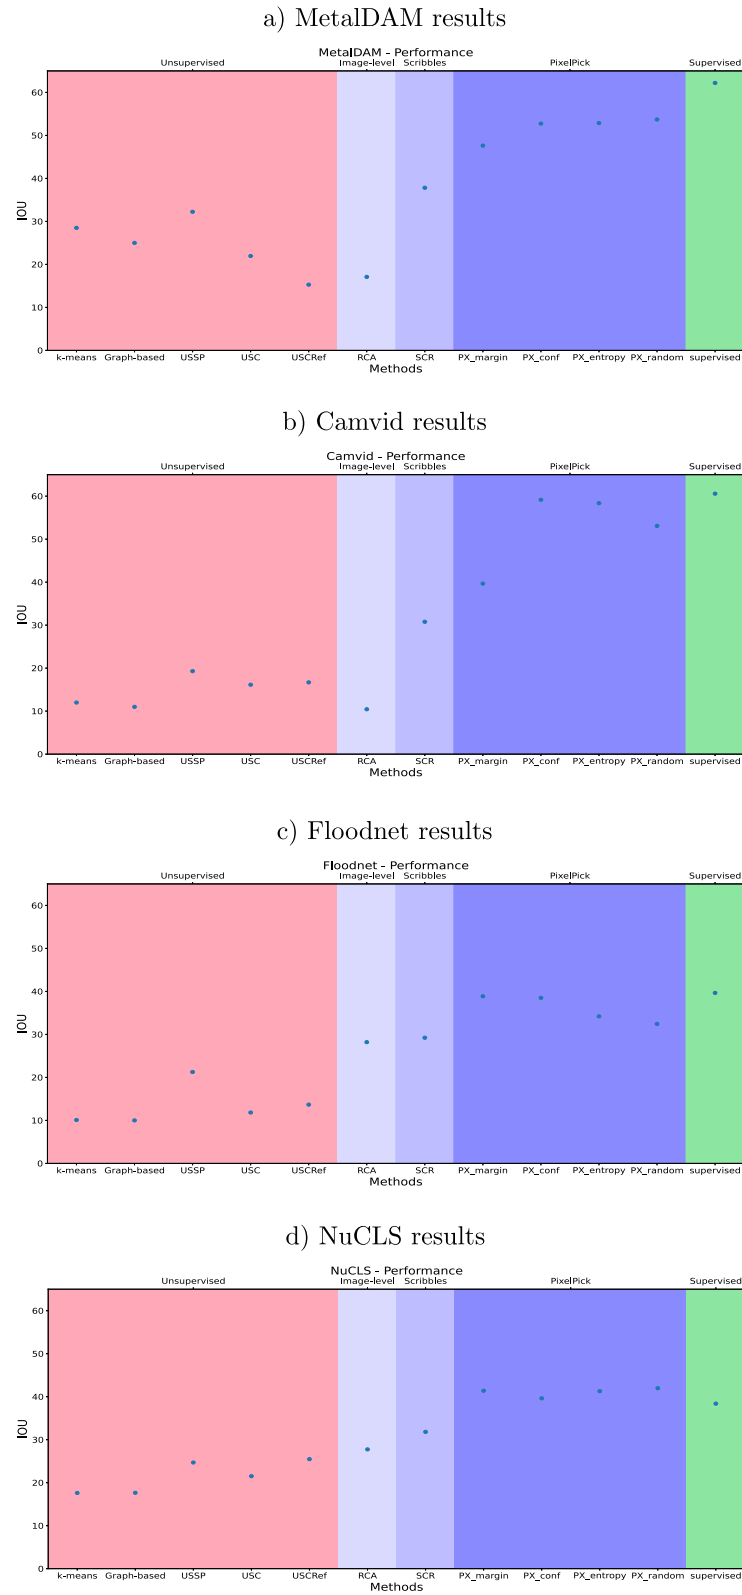 a) MetalDAM results
MetalDAM - Performance
Unsupervised Image-level Scribbles PixelPick Supervised
60
50
40
30
20
10
0
IOU
k-means Graph-based USSP USC USCRef RCA SCR PX_margin PX_conf PX_entropy PX_random supervised
Methods
b) Camvid results
Camvid - Performance
Unsupervised Image-level Scribbles PixelPick Supervised
60
50
40
30
20
10
0
IOU
k-means Graph-based USSP USC USCRef RCA SCR PX_margin PX_conf PX_entropy PX_random supervised
Methods
c) Floodnet results
Floodnet - Performance
Unsupervised Image-level Scribbles PixelPick Supervised
60
50
40
30
20
10
0
IOU
k-means Graph-based USSP USC USCRef RCA SCR PX_margin PX_conf PX_entropy PX_random supervised
Methods
d) NuCLS results
NuCLS - Performance
Unsupervised Image-level Scribbles PixelPick Supervised
60
50
40
30
20
10
0
IOU
k-means Graph-based USSP USC USCRef RCA SCR PX_margin PX_conf PX_entropy PX_random supervised
Methods